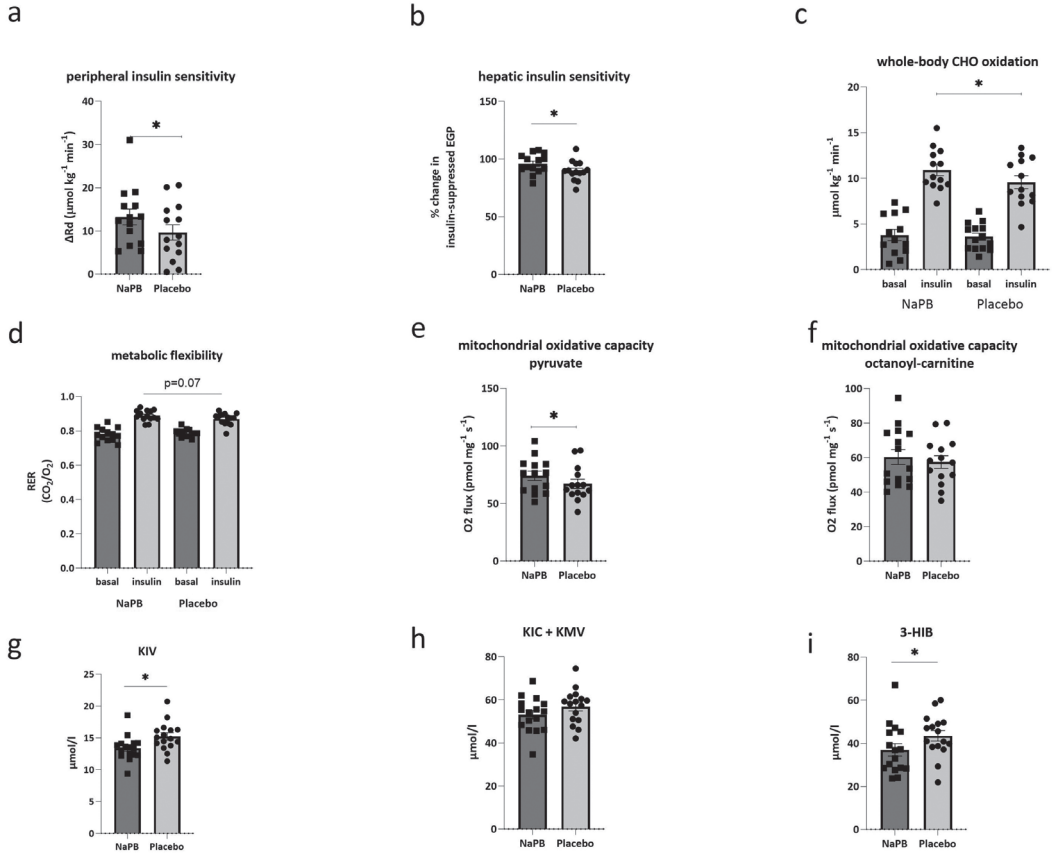 a
peripheral insulin sensitivity
ΔRd (μmol kg⁻¹ min⁻¹)
40
30
20
10
0
*
NaPB Placebo
b
hepatic insulin sensitivity
% change in
insulin-suppressed EGP
150
100
50
0
*
NaPB Placebo
c
whole-body CHO oxidation
μmol kg⁻¹ min⁻¹
20
15
10
5
0
*
basal insulin basal insulin
NaPB Placebo
d
metabolic flexibility
RER
(CO₂/O₂)
1.0
0.8
0.6
0.4
0.2
0.0
p=0.07
basal insulin basal insulin
NaPB Placebo
e
mitochondrial oxidative capacity
pyruvate
O2 flux (pmol mg⁻¹ s⁻¹)
150
100
50
0
*
NaPB Placebo
f
mitochondrial oxidative capacity
octanoyl-carnitine
O2 flux (pmol mg⁻¹ s⁻¹)
100
80
60
40
20
0
NaPB Placebo
g
KIV
μmol/l
25
20
15
10
5
0
*
NaPB Placebo
h
KIC + KMV
μmol/l
80
60
40
20
0
NaPB Placebo
i
3-HIB
μmol/l
80
60
40
20
0
*
NaPB Placebo